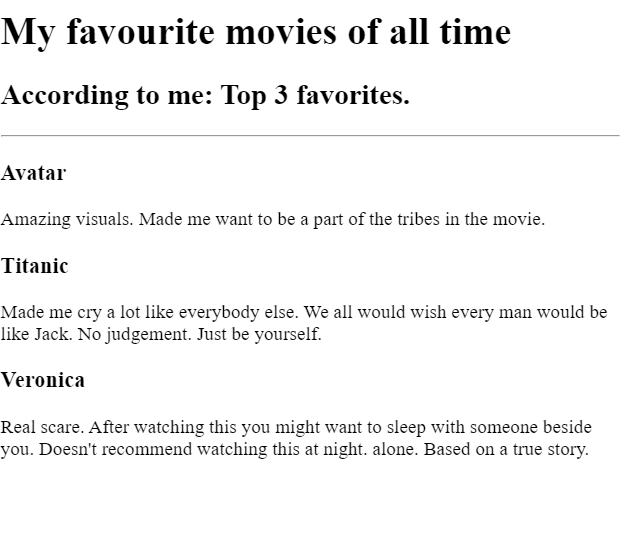 My favourite movies of all time
According to me: Top 3 favorites.
Avatar
Amazing visuals. Made me want to be a part of the tribes in the movie.
Titanic
Made me cry a lot like everybody else. We all would wish every man would be
like Jack. No judgement. Just be yourself.
Veronica
Real scare. After watching this you might want to sleep with someone beside
you. Doesn't recommend watching this at night. alone. Based on a true story.